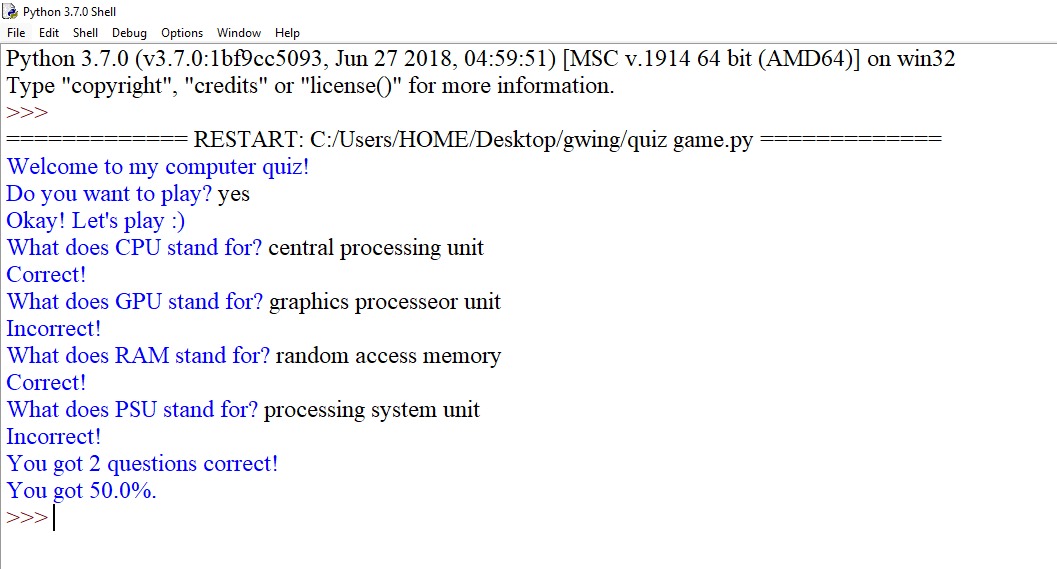 Python 3.7.0 Shell
File Edit Shell Debug Options Window Help
Python 3.7.0 (v3.7.0:1bf9cc5093, Jun 27 2018, 04:59:51) [MSC v.1914 64 bit (AMD64)] on win32
Type "copyright", "credits" or "license()" for more information.
>>>
============= RESTART: C:/Users/HOME/Desktop/gwing/quiz game.py =============
Welcome to my computer quiz!
Do you want to play? yes
Okay! Let's play :)
What does CPU stand for? central processing unit
Correct!
What does GPU stand for? graphics processeor unit
Incorrect!
What does RAM stand for? random access memory
Correct!
What does PSU stand for? processing system unit
Incorrect!
You got 2 questions correct!
You got 50.0%.
>>>